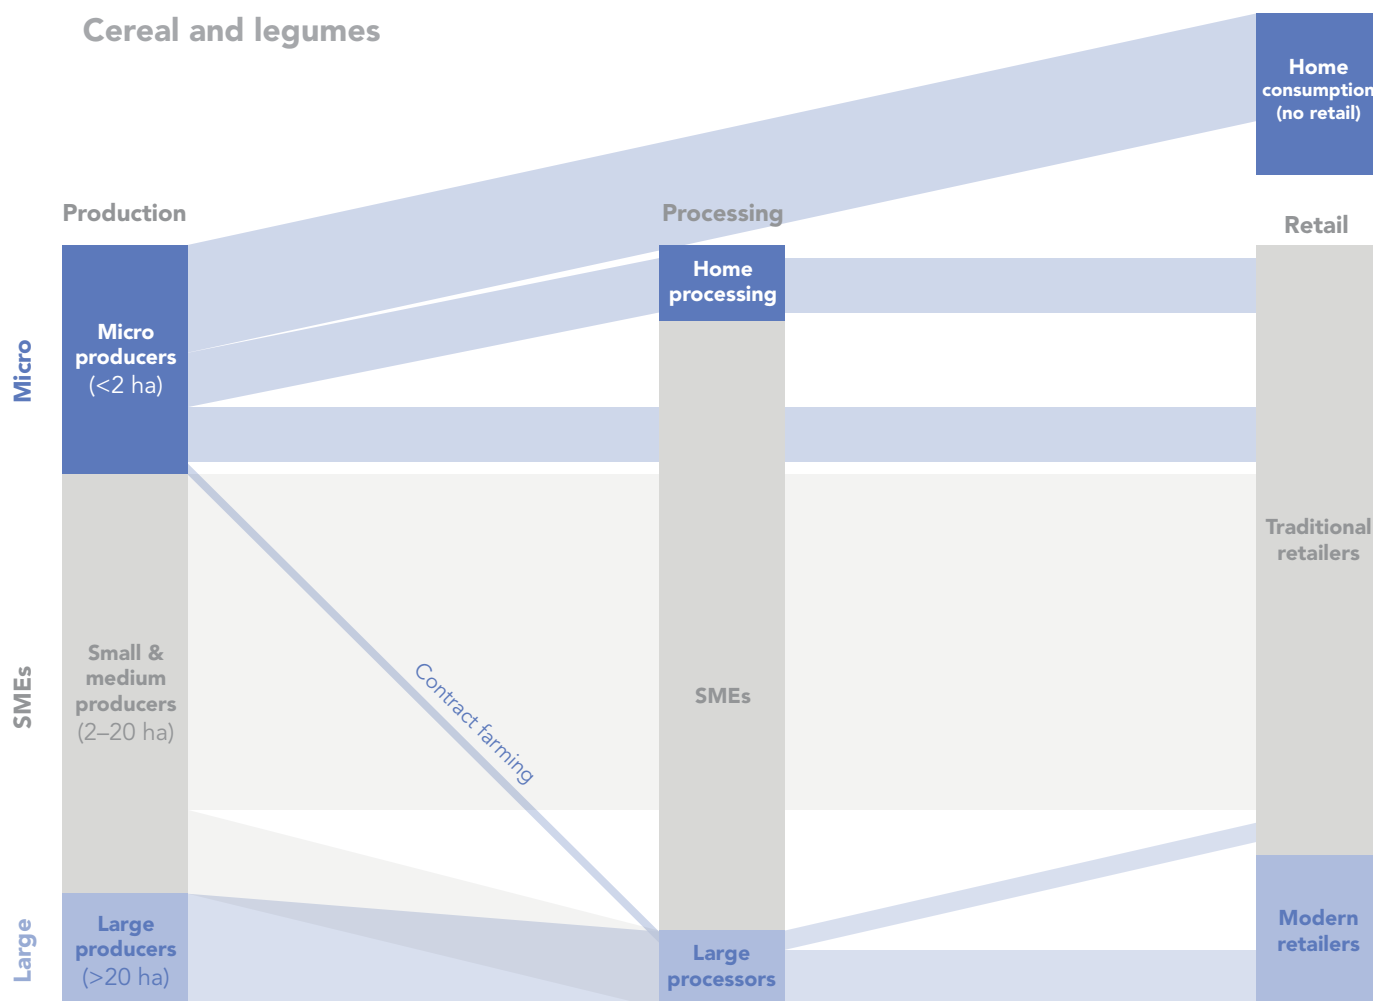 Cereal and legumes
Home
consumption
(no retail)
Production
Processing
Retail
Micro
Micro
producers
(<2 ha)
Home
processing
Traditional
retailers
SMEs
Small &
medium
producers
(2–20 ha)
Contract farming
SMEs
Large
Large
producers
(>20 ha)
Large
processors
Modern
retailers